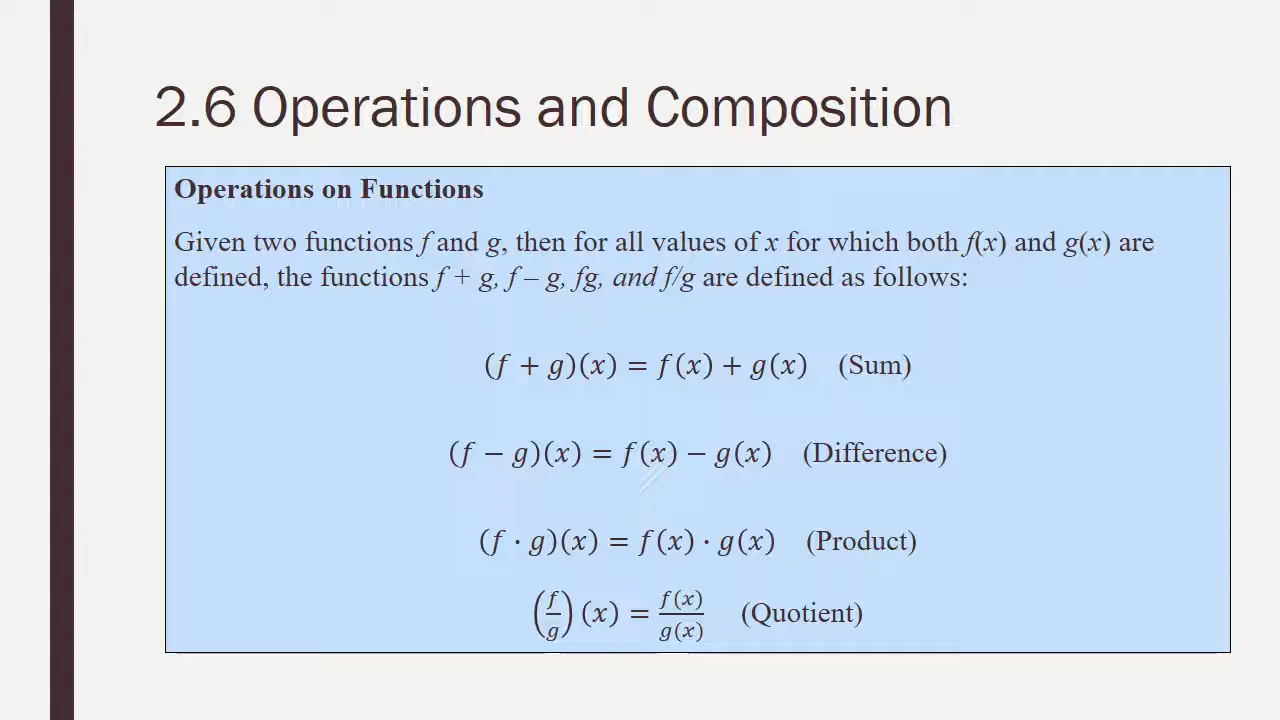 2.6 Operations and Composition
Operations on Functions
Given two functions f and g, then for all values of x for which both f(x) and g(x) are
defined, the functions f + g, f – g, fg, and f/g are defined as follows:
(f + g)(x) = f(x) + g(x) (Sum)
(f − g)(x) = f(x) − g(x) (Difference)
(f · g)(x) = f(x) · g(x) (Product)
(f/g)(x) = f(x)/g(x) (Quotient)